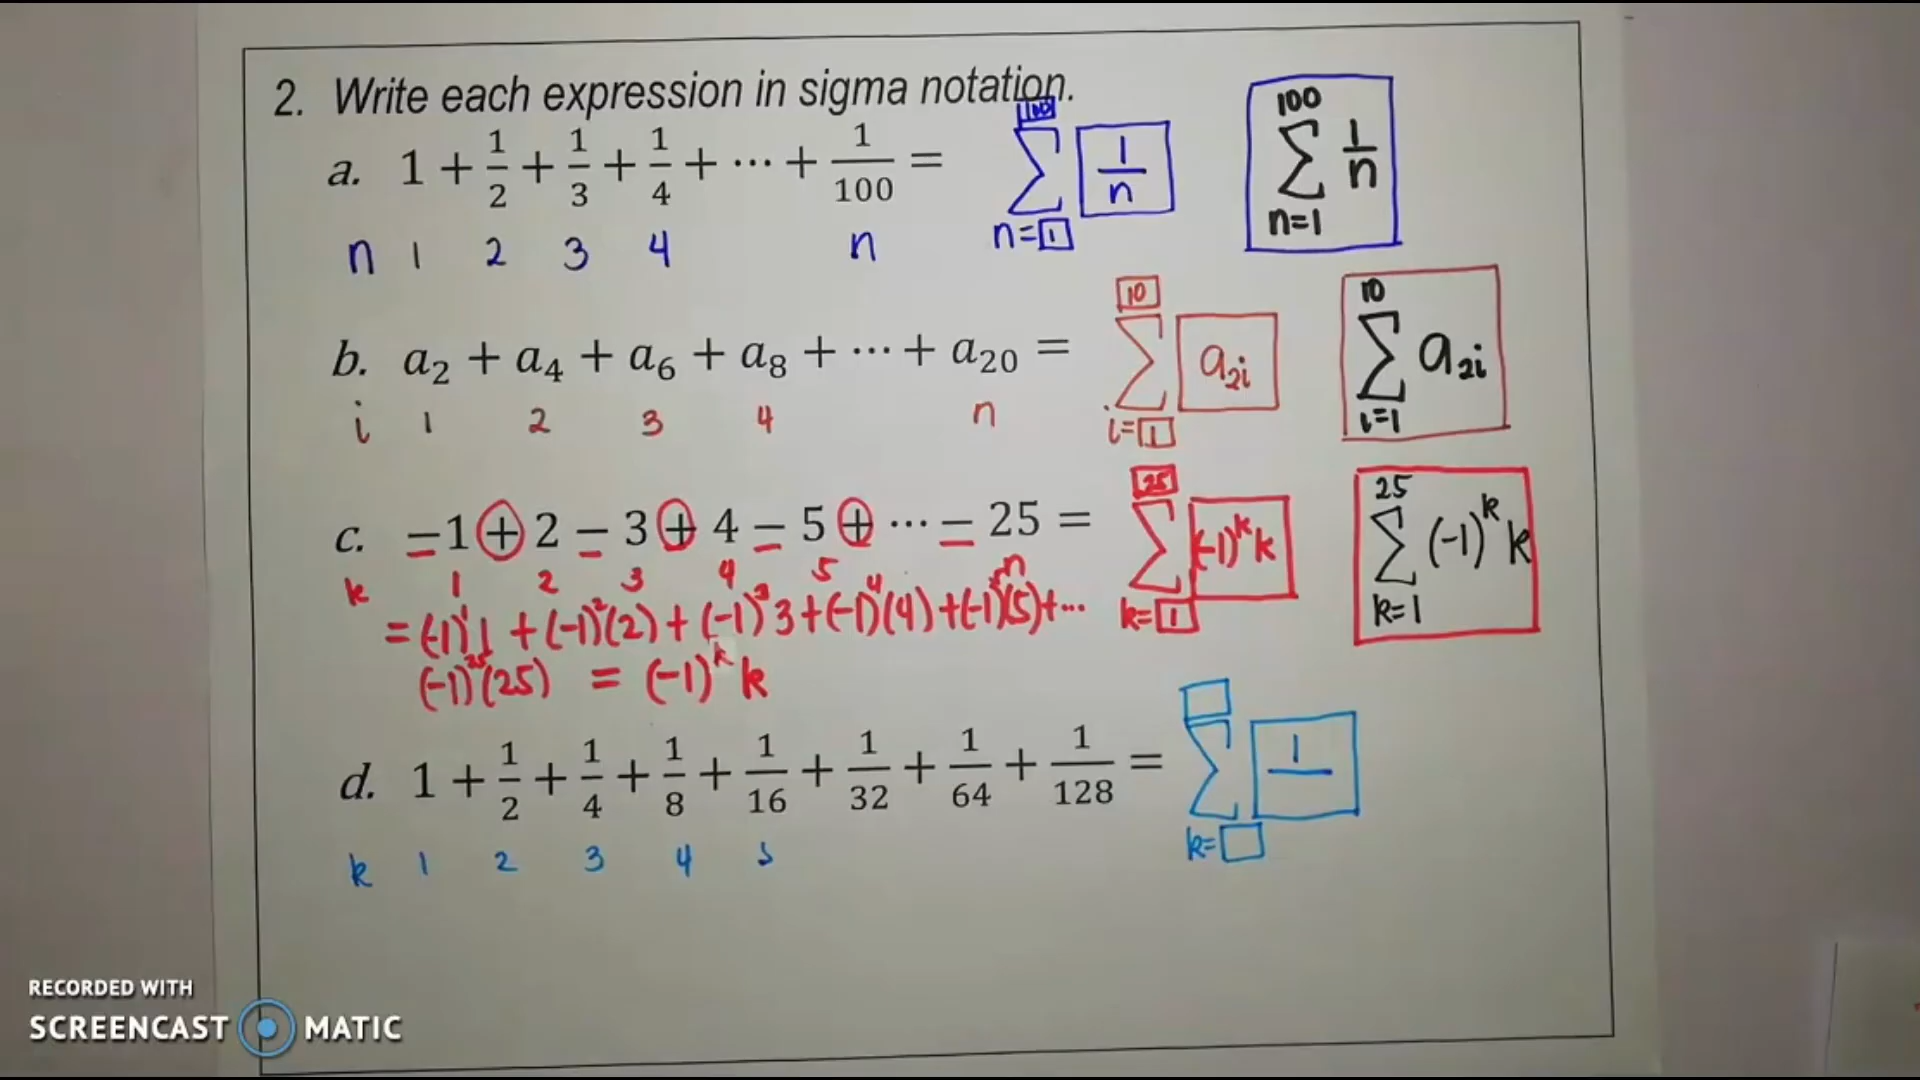 2. Write each expression in sigma notation.
a. 1 + 1/2 + 1/3 + 1/4 + ⋯ + 1/100 = 100 ∑ n=1 1/n
100 ∑ n=1 1/n
n 1 2 3 4 n
b. a₂ + a₄ + a₆ + a₈ + ⋯ + a₂₀ = 10 ∑ i=1 a₂ᵢ
10 ∑ i=1 a₂ᵢ
i 1 2 3 4 n
c. −1 + 2 − 3 + 4 − 5 + ⋯ − 25 = 25 ∑ k=1 (-1)ᵏk
25 ∑ k=1 (-1)ᵏk
k 1 2 3 4 5 n
= (-1)¹1 + (-1)²(2) + (-1)³3 + (-1)⁴(4) + (-1)⁵(5) + ⋯
(-1)²⁵(25) = (-1)ᵏk
d. 1 + 1/2 + 1/4 + 1/8 + 1/16 + 1/32 + 1/64 + 1/128 = ∑ k= 1
k 1 2 3 4 5
RECORDED WITH
SCREENCAST MATIC